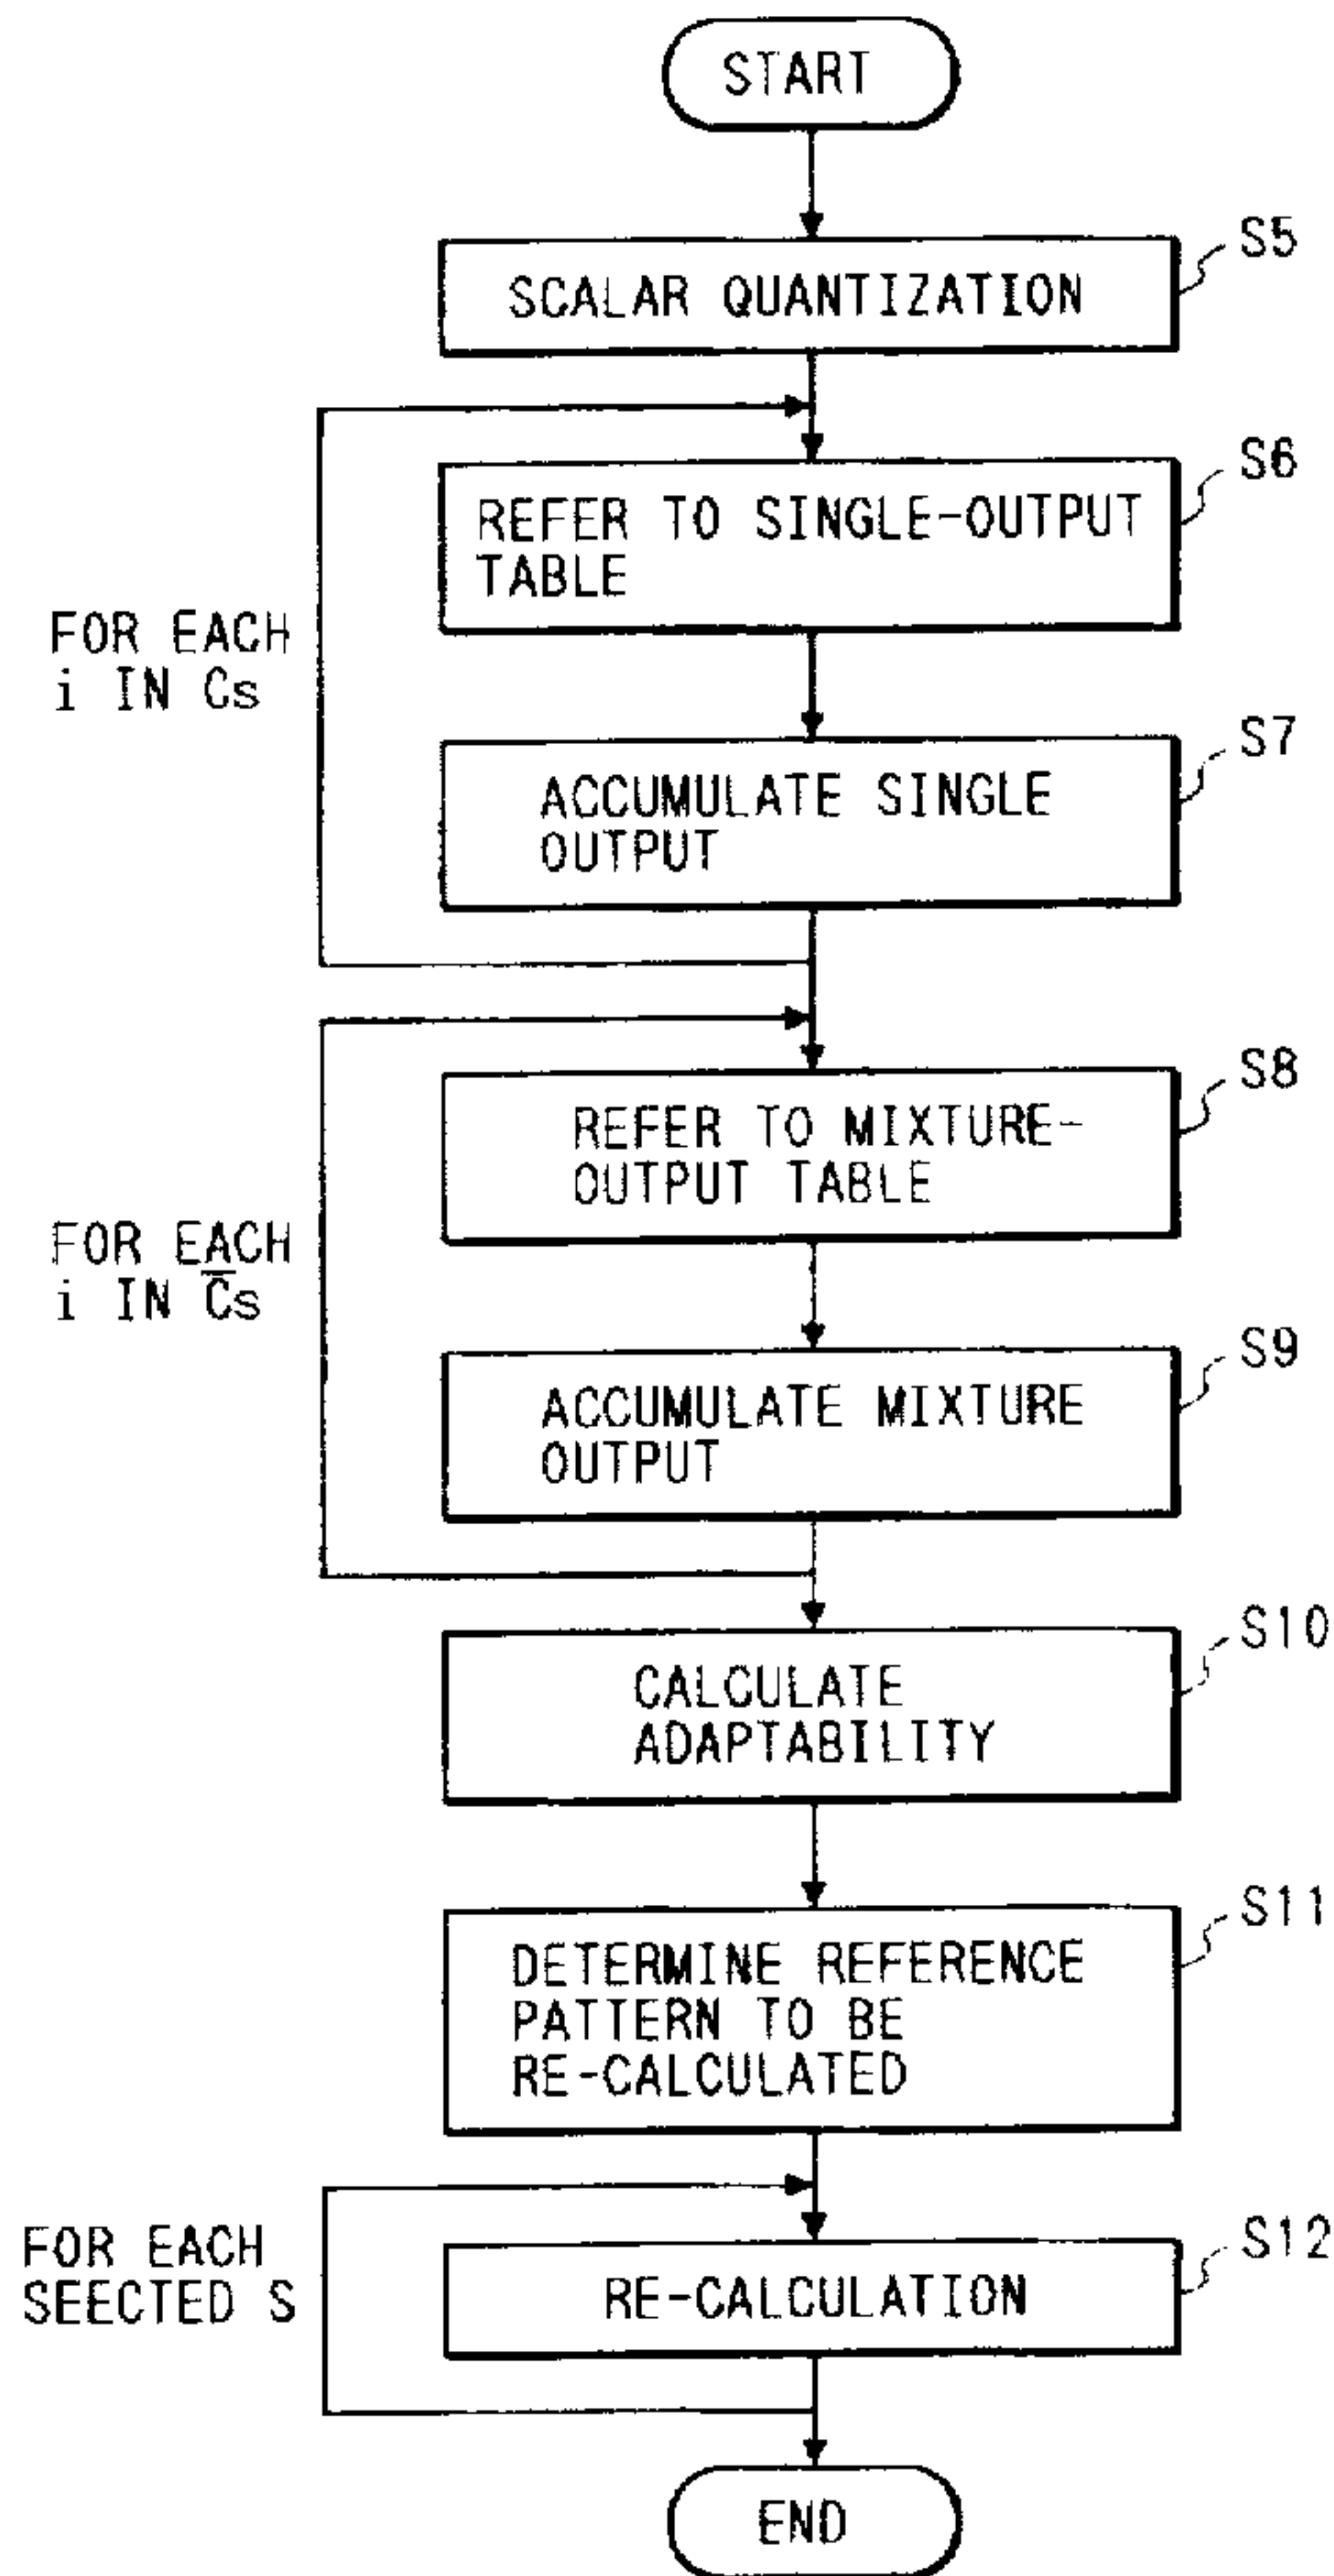 START
S5
SCALAR QUANTIZATION
S6
REFER TO SINGLE-OUTPUT
TABLE
FOR EACH
i IN Cs
S7
ACCUMULATE SINGLE
OUTPUT
S8
REFER TO MIXTURE-
OUTPUT TABLE
FOR EACH
i IN C̅s
S9
ACCUMULATE MIXTURE
OUTPUT
S10
CALCULATE
ADAPTABILITY
S11
DETERMINE REFERENCE
PATTERN TO BE
RE-CALCULATED
S12
FOR EACH
SEECTED S
RE-CALCULATION
END